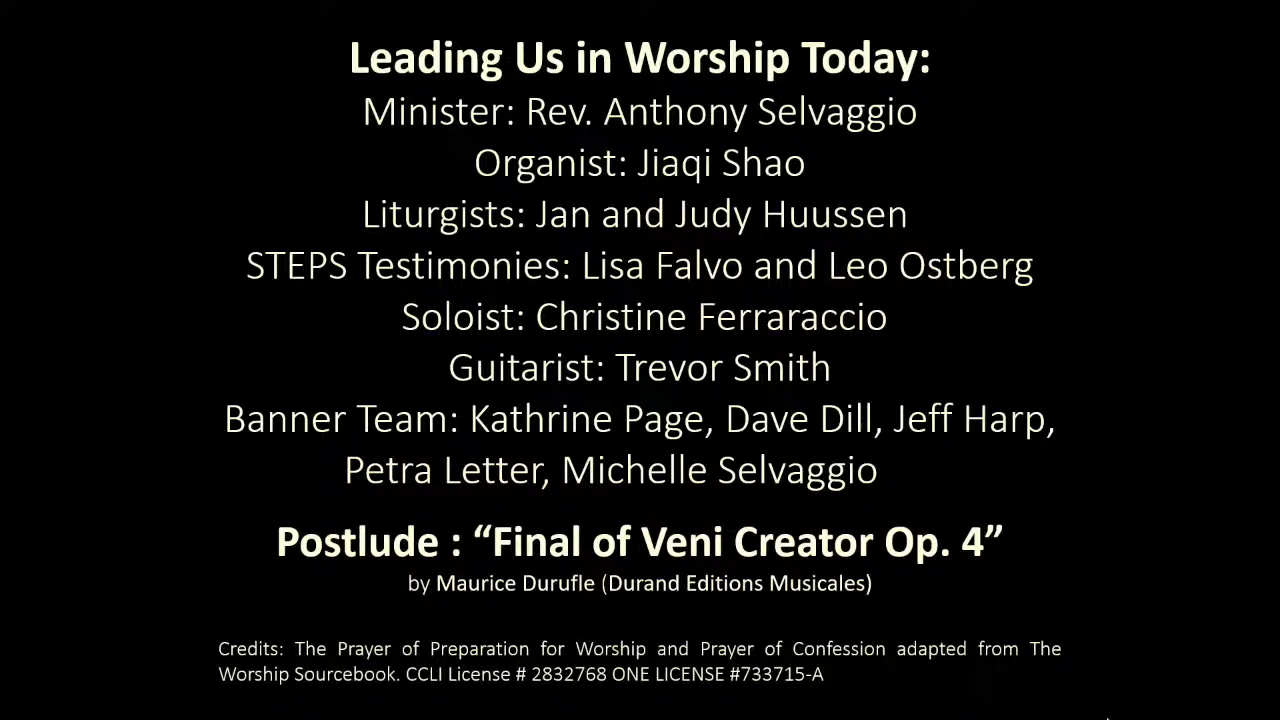 Leading Us in Worship Today:
Minister: Rev. Anthony Selvaggio
Organist: Jiaqi Shao
Liturgists: Jan and Judy Huussen
STEPS Testimonies: Lisa Falvo and Leo Ostberg
Soloist: Christine Ferraraccio
Guitarist: Trevor Smith
Banner Team: Kathrine Page, Dave Dill, Jeff Harp,
Petra Letter, Michelle Selvaggio
Postlude : “Final of Veni Creator Op. 4”
by Maurice Durufle (Durand Editions Musicales)
Credits: The Prayer of Preparation for Worship and Prayer of Confession adapted from The
Worship Sourcebook. CCLI License # 2832768 ONE LICENSE #733715-A